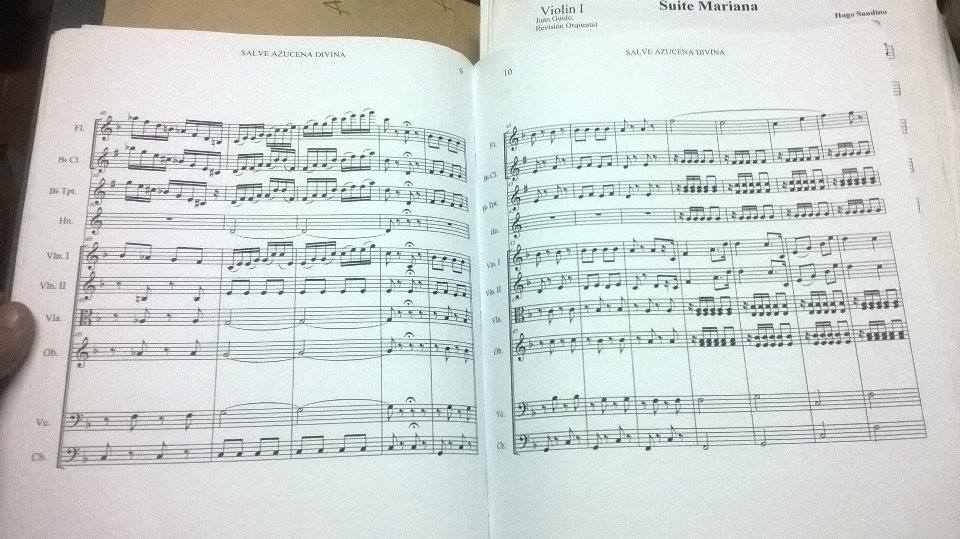 Violin I
Suite Mariana
Juan Guido,
Revisión Orquestal
Hugo Sandino
SALVE AZUCENA DIVINA
Fl.
B♭ Cl.
B♭ Tpt.
Hn.
Vln. I
Vln. II
Vla.
Ob.
Vc.
Cb.
SALVE AZUCENA DIVINA
10
Fl.
B♭ Cl.
B♭ Tpt.
Hn.
Vln. I
Vln. II
Vla.
Ob.
Vc.
Cb.